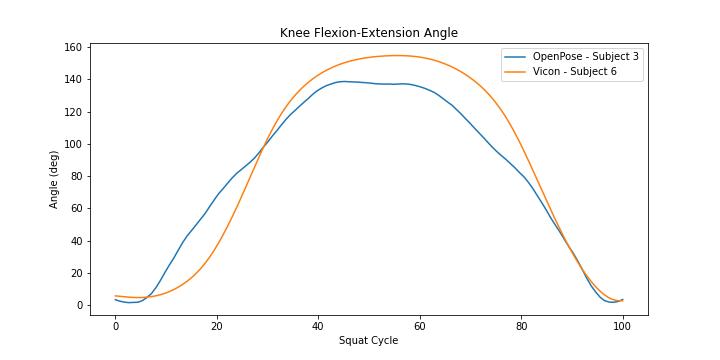 Knee Flexion-Extension Angle
OpenPose - Subject 3
Vicon - Subject 6
Angle (deg)
160
140
120
100
80
60
40
20
0
0 20 40 60 80 100
Squat Cycle